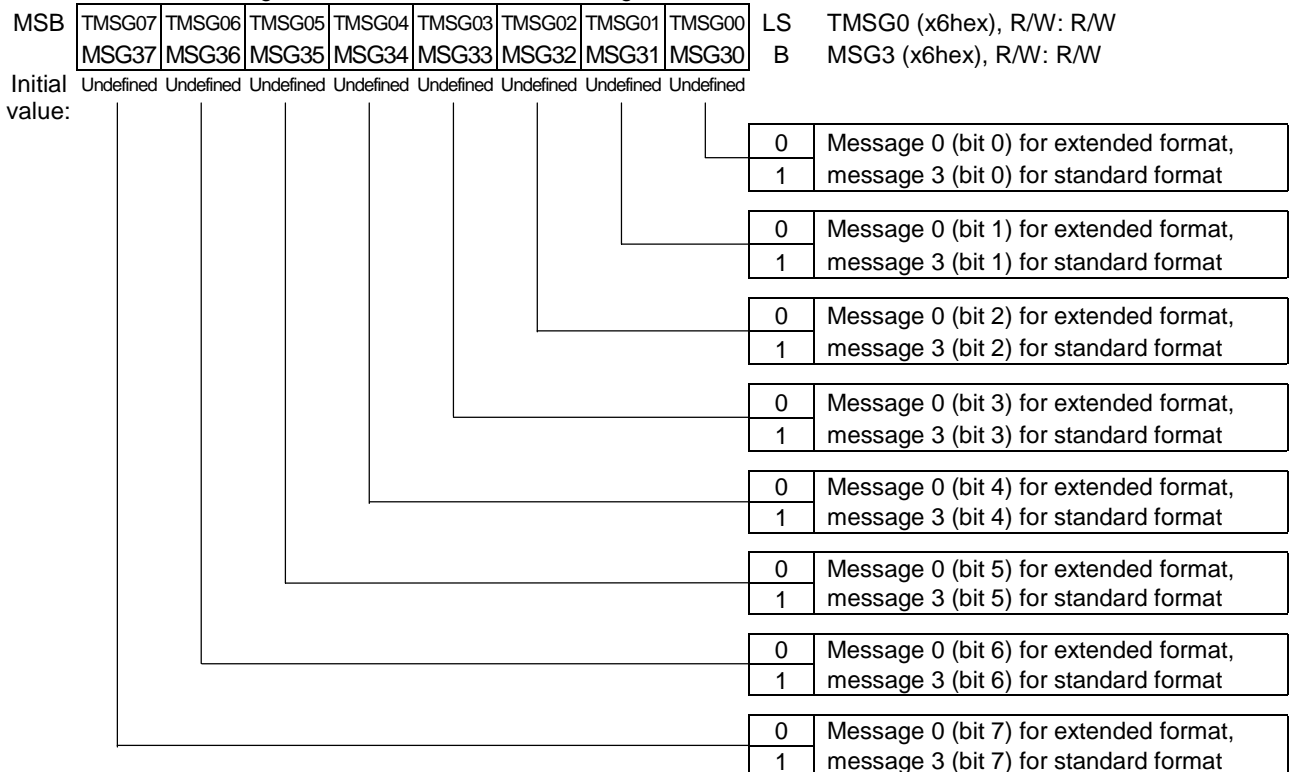 MSB TMSG07 TMSG06 TMSG05 TMSG04 TMSG03 TMSG02 TMSG01 TMSG00 LS TMSG0 (x6hex), R/W: R/W
MSG37 MSG36 MSG35 MSG34 MSG33 MSG32 MSG31 MSG30 B MSG3 (x6hex), R/W: R/W
Initial Undefined Undefined Undefined Undefined Undefined Undefined Undefined Undefined
value:
0 Message 0 (bit 0) for extended format,
1 message 3 (bit 0) for standard format
0 Message 0 (bit 1) for extended format,
1 message 3 (bit 1) for standard format
0 Message 0 (bit 2) for extended format,
1 message 3 (bit 2) for standard format
0 Message 0 (bit 3) for extended format,
1 message 3 (bit 3) for standard format
0 Message 0 (bit 4) for extended format,
1 message 3 (bit 4) for standard format
0 Message 0 (bit 5) for extended format,
1 message 3 (bit 5) for standard format
0 Message 0 (bit 6) for extended format,
1 message 3 (bit 6) for standard format
0 Message 0 (bit 7) for extended format,
1 message 3 (bit 7) for standard format